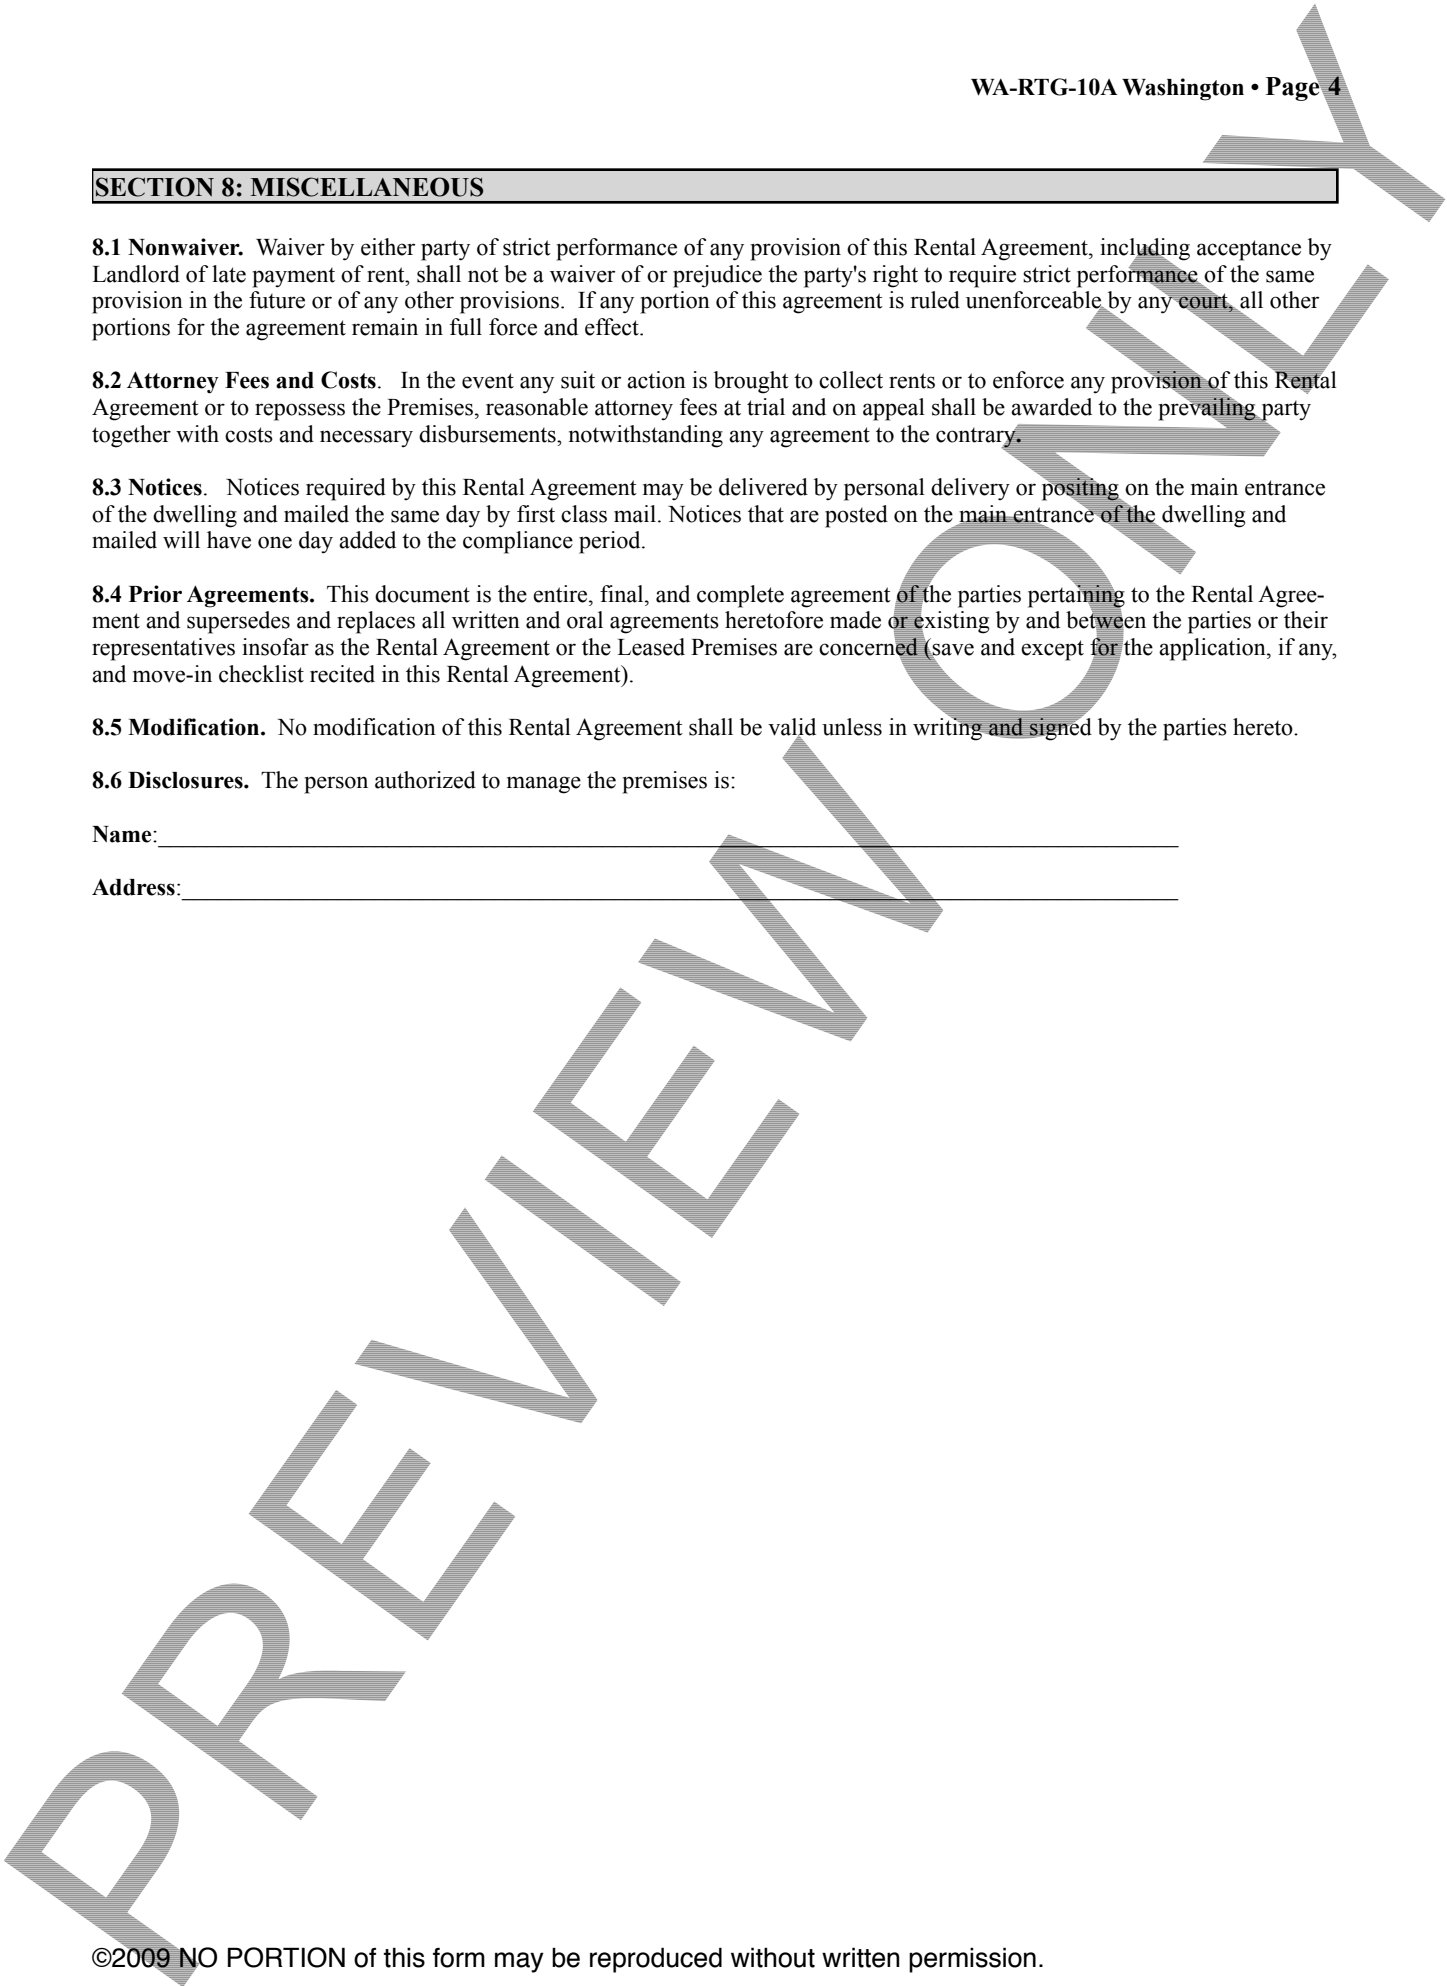 WA-RTG-10A Washington • Page 4
SECTION 8: MISCELLANEOUS
8.1 Nonwaiver. Waiver by either party of strict performance of any provision of this Rental Agreement, including acceptance by
Landlord of late payment of rent, shall not be a waiver of or prejudice the party's right to require strict performance of the same
provision in the future or of any other provisions. If any portion of this agreement is ruled unenforceable by any court, all other
portions for the agreement remain in full force and effect.
8.2 Attorney Fees and Costs. In the event any suit or action is brought to collect rents or to enforce any provision of this Rental
Agreement or to repossess the Premises, reasonable attorney fees at trial and on appeal shall be awarded to the prevailing party
together with costs and necessary disbursements, notwithstanding any agreement to the contrary.
8.3 Notices. Notices required by this Rental Agreement may be delivered by personal delivery or positing on the main entrance
of the dwelling and mailed the same day by first class mail. Notices that are posted on the main entrance of the dwelling and
mailed will have one day added to the compliance period.
8.4 Prior Agreements. This document is the entire, final, and complete agreement of the parties pertaining to the Rental Agree-
ment and supersedes and replaces all written and oral agreements heretofore made or existing by and between the parties or their
representatives insofar as the Rental Agreement or the Leased Premises are concerned (save and except for the application, if any,
and move-in checklist recited in this Rental Agreement).
8.5 Modification. No modification of this Rental Agreement shall be valid unless in writing and signed by the parties hereto.
8.6 Disclosures. The person authorized to manage the premises is:
Name:
Address:
PREVIEW ONLY
©2009 NO PORTION of this form may be reproduced without written permission.